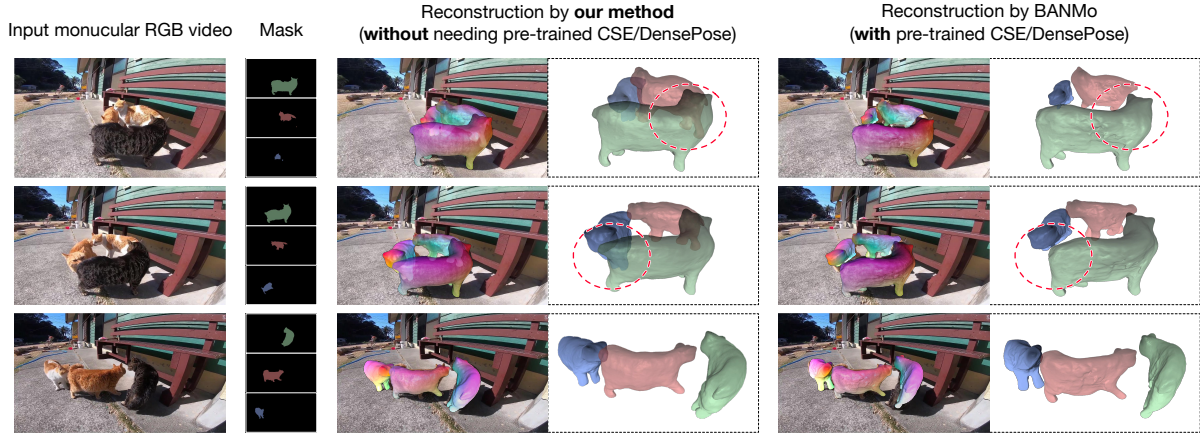 Input monucular RGB video
Mask
Reconstruction by our method
(without needing pre-trained CSE/DensePose)
Reconstruction by BANMo
(with pre-trained CSE/DensePose)